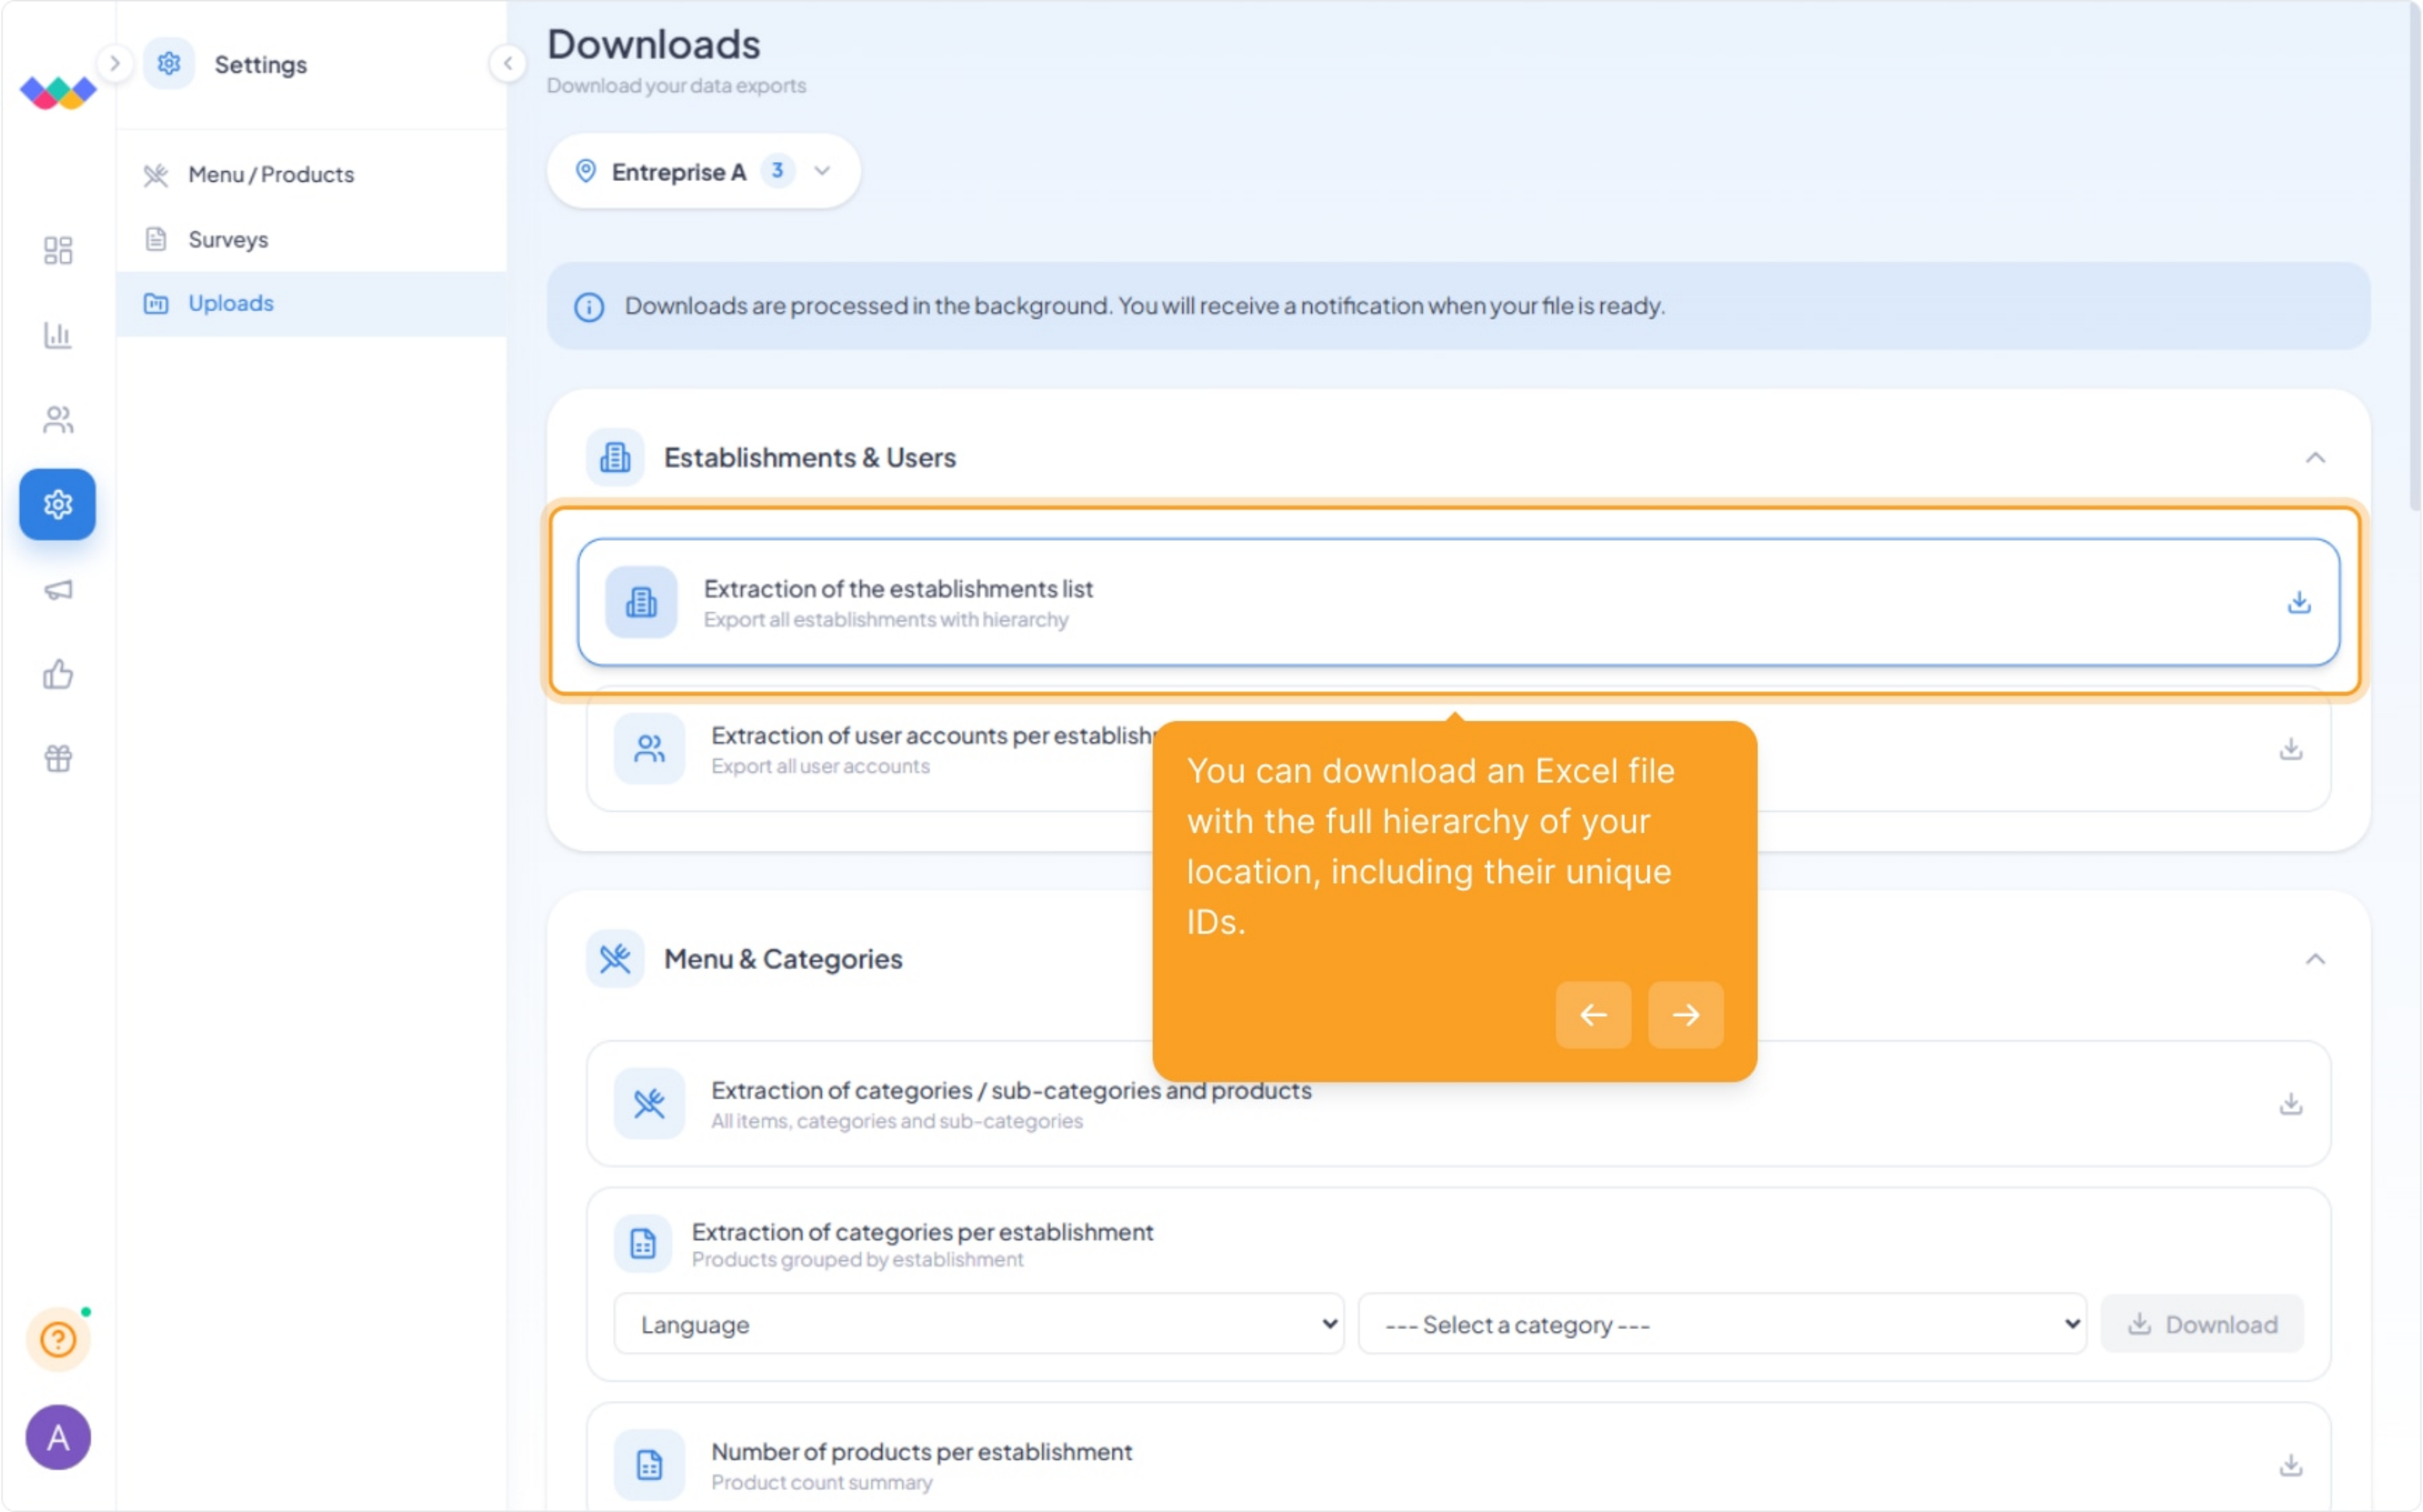 Settings
Menu / Products
Surveys
Uploads
A
Downloads
Download your data exports
Entreprise A 3
Downloads are processed in the background. You will receive a notification when your file is ready.
Establishments & Users
Extraction of the establishments list
Export all establishments with hierarchy
Extraction of user accounts per
Export all user accounts
You can download an Excel file
with the full hierarchy of your
location, including their unique
IDs.
Menu & Categories
Extraction of categories / sub-categories and products
All items, categories and sub-categories
Extraction of categories per establishment
Products grouped by establishment
Language
--- Select a category ---
Download
Number of products per establishment
Product count summary